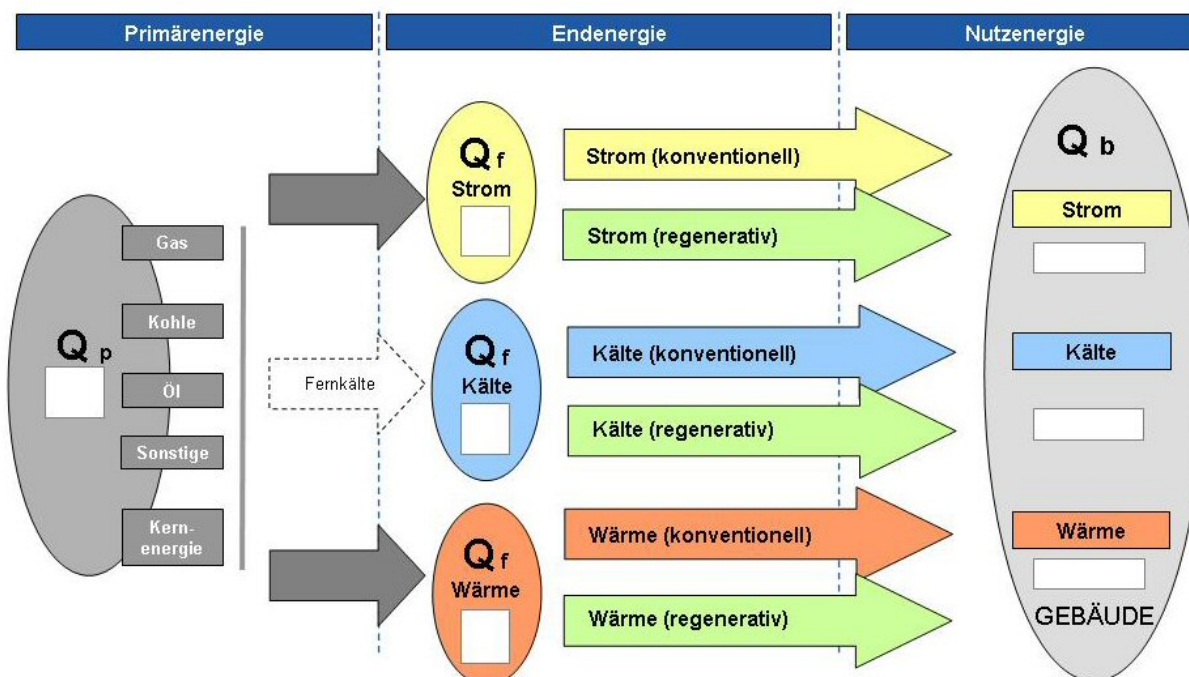 Primärenergie
Endenergie
Nutzenergie
Q p
Gas
Kohle
Öl
Sonstige
Kern-
energie
Fernkälte
Q f
Strom
Q f
Kälte
Q f
Wärme
Strom (konventionell)
Strom (regenerativ)
Kälte (konventionell)
Kälte (regenerativ)
Wärme (konventionell)
Wärme (regenerativ)
Q b
Strom
Kälte
Wärme
GEBÄUDE